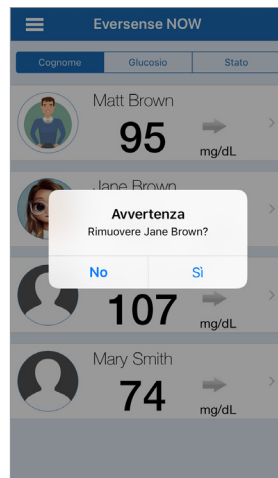 Eversense NOW
Cognome Glucosio Stato
Matt Brown
95
mg/dL
Jane Brown
Avvertenza
Rimuovere Jane Brown?
No Sì
107
mg/dL
Mary Smith
74
mg/dL